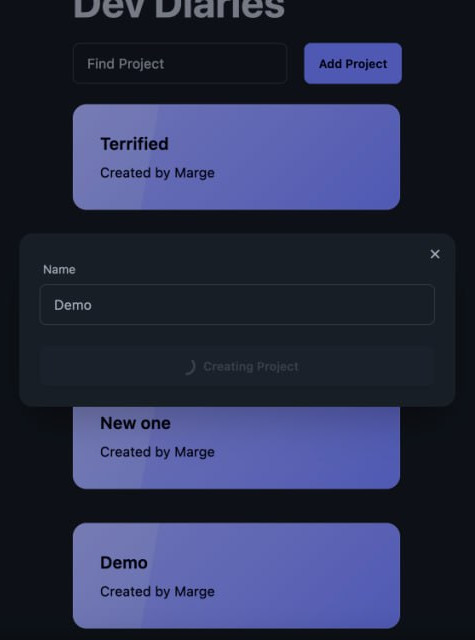 Dev Diaries
Find Project
Add Project
Terrified
Created by Marge
Name
Demo
Creating Project
New one
Created by Marge
Demo
Created by Marge